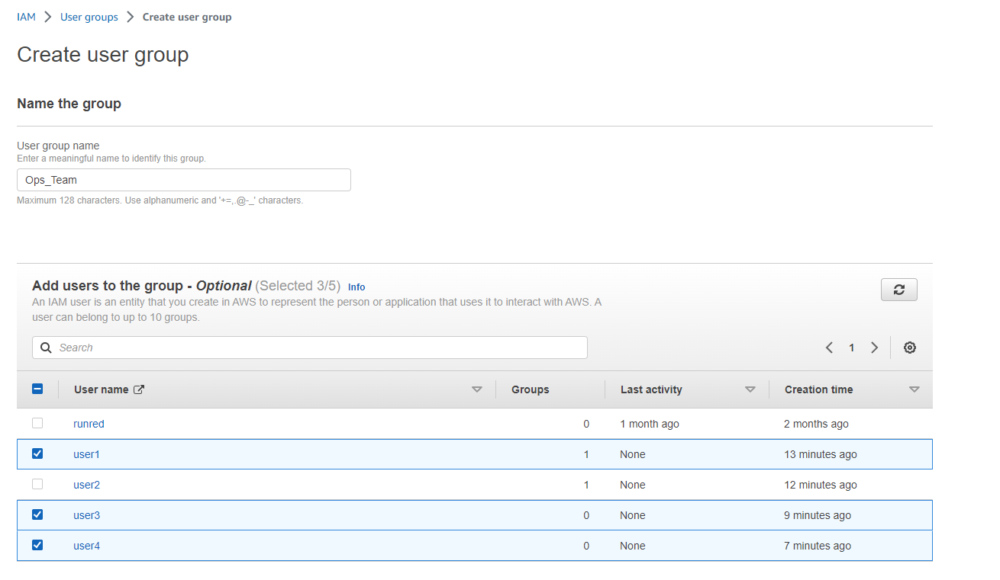 IAM > User groups > Create user group
Create user group
Name the group
User group name
Enter a meaningful name to identify this group.
Ops_Team
Maximum 128 characters. Use alphanumeric and '+=,.@-_' characters.
Add users to the group - Optional (Selected 3/5) Info
An IAM user is an entity that you create in AWS to represent the person or application that uses it to interact with AWS. A
user can belong to up to 10 groups.
Search
1
User name Groups Last activity Creation time
runred 0 1 month ago 2 months ago
user1 1 None 13 minutes ago
user2 1 None 12 minutes ago
user3 0 None 9 minutes ago
user4 0 None 7 minutes ago